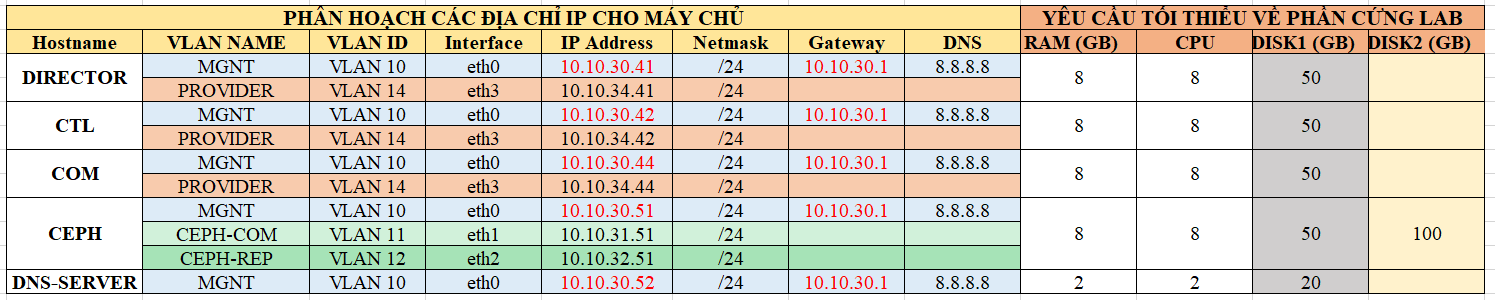 PHÂN HOẠCH CÁC ĐỊA CHỈ IP CHO MÁY CHỦ YÊU CẦU TỐI THIỂU VỀ PHẦN CỨNG LAB
Hostname VLAN NAME VLAN ID Interface IP Address Netmask Gateway DNS RAM (GB) CPU DISK1 (GB) DISK2 (GB)
DIRECTOR MGNT VLAN 10 eth0 10.10.30.41 /24 10.10.30.1 8.8.8.8 8 8 50
PROVIDER VLAN 14 eth3 10.10.34.41 /24
CTL MGNT VLAN 10 eth0 10.10.30.42 /24 10.10.30.1 8.8.8.8 8 8 50
PROVIDER VLAN 14 eth3 10.10.34.42 /24
COM MGNT VLAN 10 eth0 10.10.30.44 /24 10.10.30.1 8.8.8.8 8 8 50
PROVIDER VLAN 14 eth3 10.10.34.44 /24
CEPH MGNT VLAN 10 eth0 10.10.30.51 /24 10.10.30.1 8.8.8.8 8 8 50 100
CEPH-COM VLAN 11 eth1 10.10.31.51 /24
CEPH-REP VLAN 12 eth2 10.10.32.51 /24
DNS-SERVER MGNT VLAN 10 eth0 10.10.30.52 /24 10.10.30.1 8.8.8.8 2 2 20